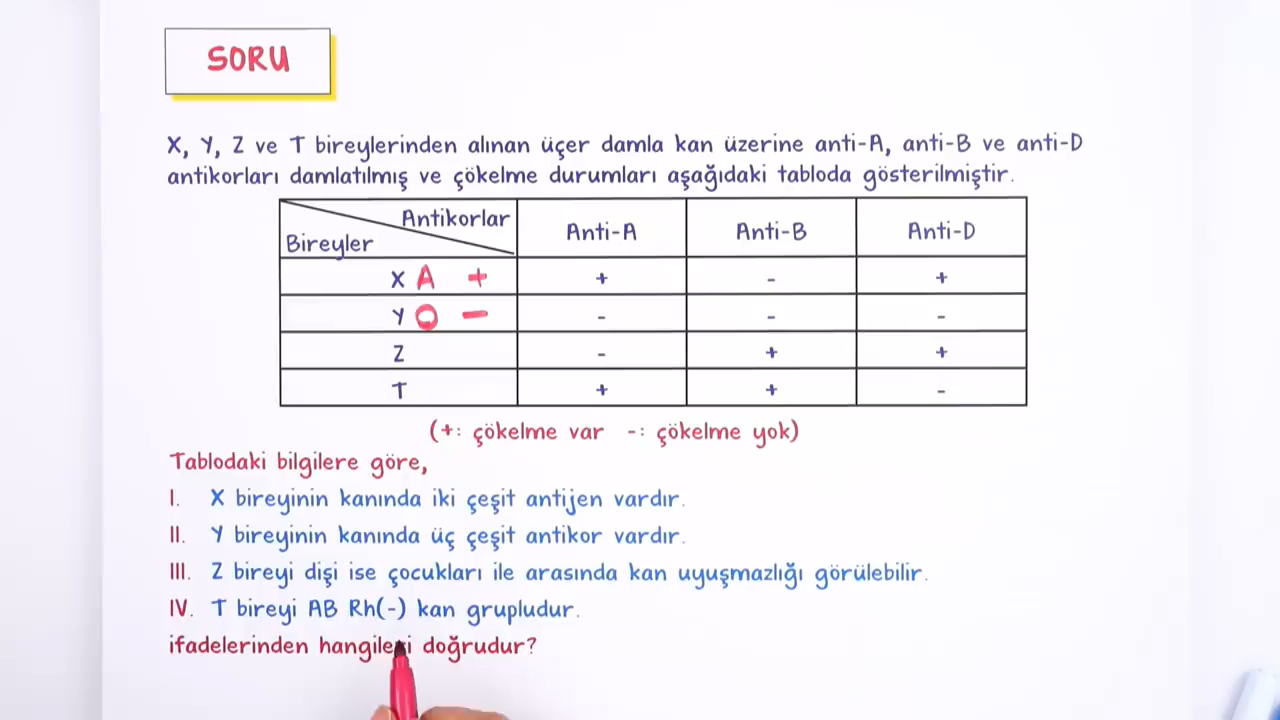 SORU
X, Y, Z ve T bireylerinden alınan üçer damla kan üzerine anti-A, anti-B ve anti-D
antikorları damlatılmış ve çökelme durumları aşağıdaki tabloda gösterilmiştir.
Antikorlar
Bireyler
Anti-A Anti-B Anti-D
X A + + - +
Y O - - - -
Z - + +
T + + -
(+: çökelme var -: çökelme yok)
Tablodaki bilgilere göre,
I. X bireyinin kanında iki çeşit antijen vardır.
II. Y bireyinin kanında üç çeşit antikor vardır.
III. Z bireyi dişi ise çocukları ile arasında kan uyuşmazlığı görülebilir.
IV. T bireyi AB Rh(-) kan grupludur.
ifadelerinden hangileri doğrudur?